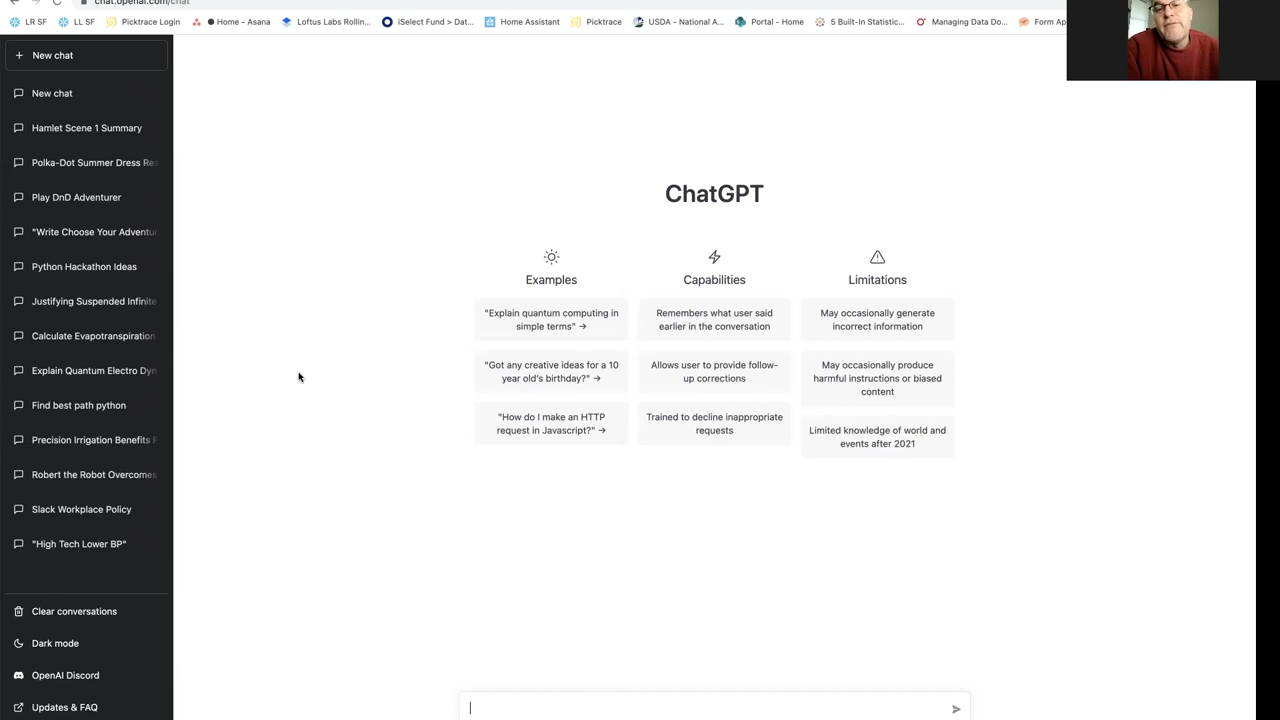 chat.openai.com/chat
LR SF
LL SF
Picktrace Login
Home - Asana
Loftus Labs Rollin...
iSelect Fund > Dat...
Home Assistant
Picktrace
USDA - National A...
Portal - Home
5 Built-In Statistic...
Managing Data Do...
Form Ap
+ New chat
New chat
Hamlet Scene 1 Summary
Polka-Dot Summer Dress Res
Play DnD Adventurer
"Write Choose Your Adventu
Python Hackathon Ideas
Justifying Suspended Infinite
Calculate Evapotranspiration
Explain Quantum Electro Dyn
Find best path python
Precision Irrigation Benefits F
Robert the Robot Overcomes
Slack Workplace Policy
"High Tech Lower BP"
Clear conversations
Dark mode
OpenAI Discord
Updates & FAQ
ChatGPT
Examples
"Explain quantum computing in
simple terms" →
"Got any creative ideas for a 10
year old's birthday?" →
"How do I make an HTTP
request in Javascript?" →
Capabilities
Remembers what user said
earlier in the conversation
Allows user to provide follow-
up corrections
Trained to decline inappropriate
requests
Limitations
May occasionally generate
incorrect information
May occasionally produce
harmful instructions or biased
content
Limited knowledge of world and
events after 2021